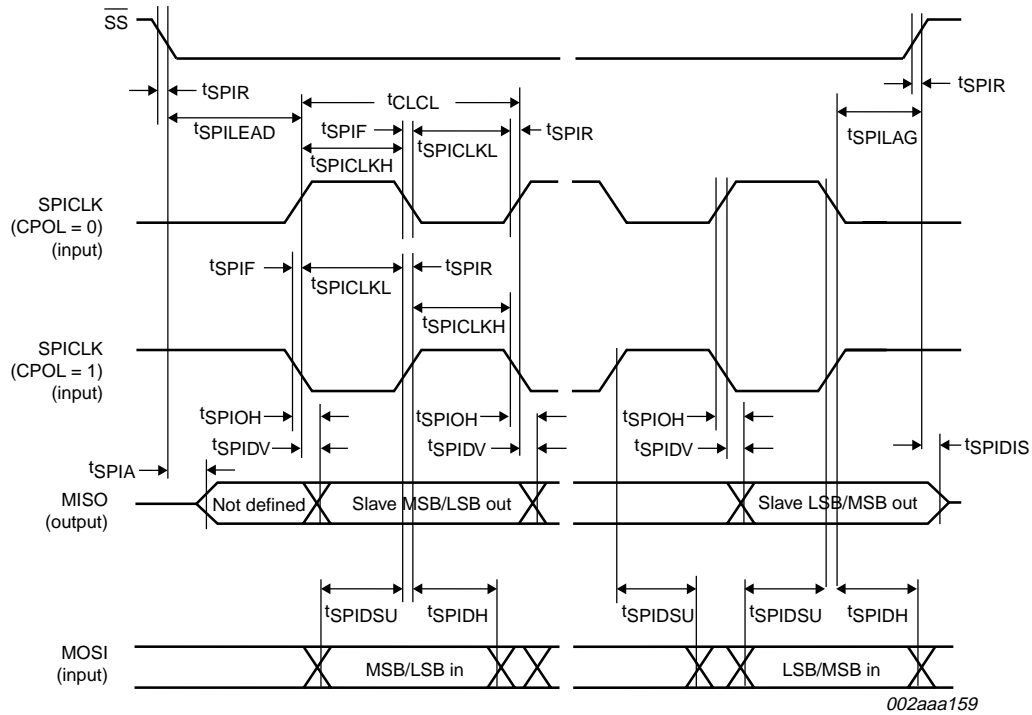 SS
tSPIR
tCLCL
tSPIR
tSPILEAD
tSPIF
tSPICLKL
tSPIR
tSPILAG
tSPICLKH
SPICLK
(CPOL = 0)
(input)
tSPIF
tSPICLKL
tSPIR
tSPICLKH
SPICLK
(CPOL = 1)
(input)
tSPIOH
tSPIOH
tSPIOH
tSPIDV
tSPIDV
tSPIDV
tSPIDIS
tSPIA
MISO
(output)
Not defined
Slave MSB/LSB out
Slave LSB/MSB out
tSPIDSU
tSPIDH
tSPIDSU
tSPIDSU
tSPIDH
MOSI
(input)
MSB/LSB in
LSB/MSB in
002aaa159